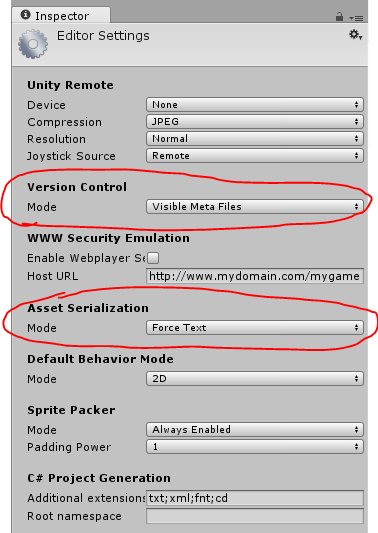 Inspector
Editor Settings
Unity Remote
Device None
Compression JPEG
Resolution Normal
Joystick Source Remote
Version Control
Mode Visible Meta Files
WWW Security Emulation
Enable Webplayer Se
Host URL http://www.mydomain.com/mygame
Asset Serialization
Mode Force Text
Default Behavior Mode
Mode 2D
Sprite Packer
Mode Always Enabled
Padding Power 1
C# Project Generation
Additional extensions txt;xml;fnt;cd
Root namespace